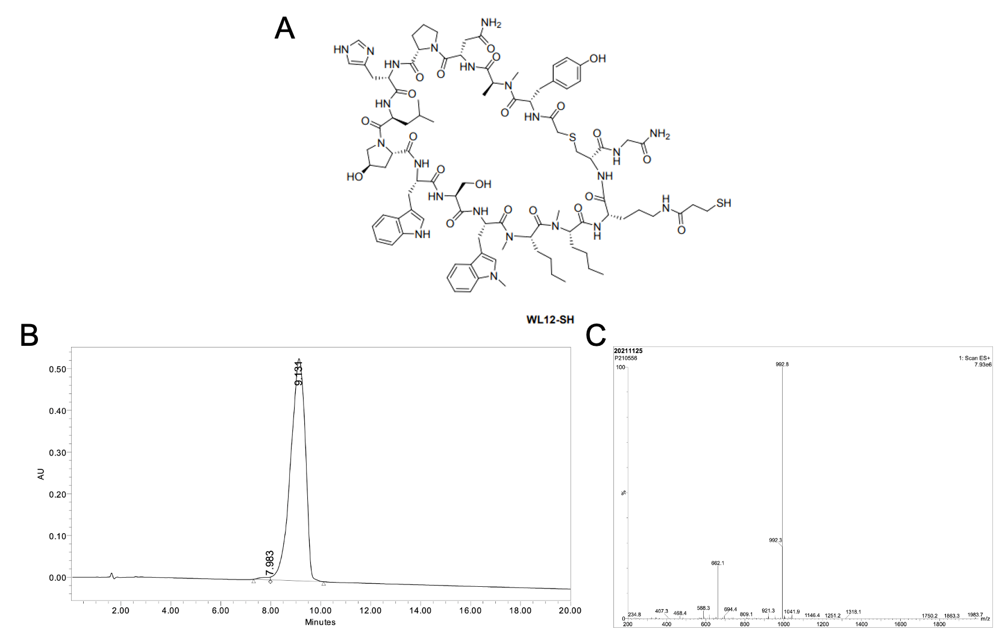 A
NH2
HN
N
N
O
HN
O
O
O
HN
OH
O
N
HN
O
O
HN
O
O
HN
S
O
NH2
N
H
O
N
O
NH
HO
NH
O
HN
OH
NH
O
NH
O
N
O
N
O
N
H
O
NH
H
N
O
SH
N
WL12-SH
B
AU
0.50
0.40
0.30
0.20
0.10
0.00
7.983
9.131
2.00 4.00 6.00 8.00 10.00 12.00 14.00 16.00 18.00 20.00
Minutes
C
20211125
P210556
1: Scan ES+
7.93e6
100
%
0
992.8
992.3
662.1
234.8 407.3 468.4 588.3 694.4 809.1 921.3 1041.9 1146.4 1251.2 1318.1 1750.2 1863.3 1983.7
200 400 600 800 1000 1200 1400 1600 1800 m/z